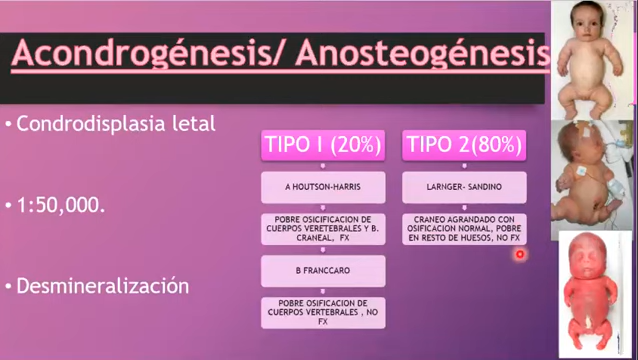 Acondrogénesis/ Anosteogénesis
• Condrodisplasia letal
• 1:50,000.
• Desmineralización
TIPO I (20%)
A HOUTSON-HARRIS
POBRE OSICIFICACION DE
CUERPOS VERETEBRALES Y B.
CRANEAL, FX
B FRANCCARO
POBRE OSIFICACION DE
CUERPOS VERTEBRALES , NO
FX
TIPO 2(80%)
LARNGER- SANDINO
CRANEO AGRANDADO CON
OSIFICACION NORMAL, POBRE
EN RESTO DE HUESOS, NO FX